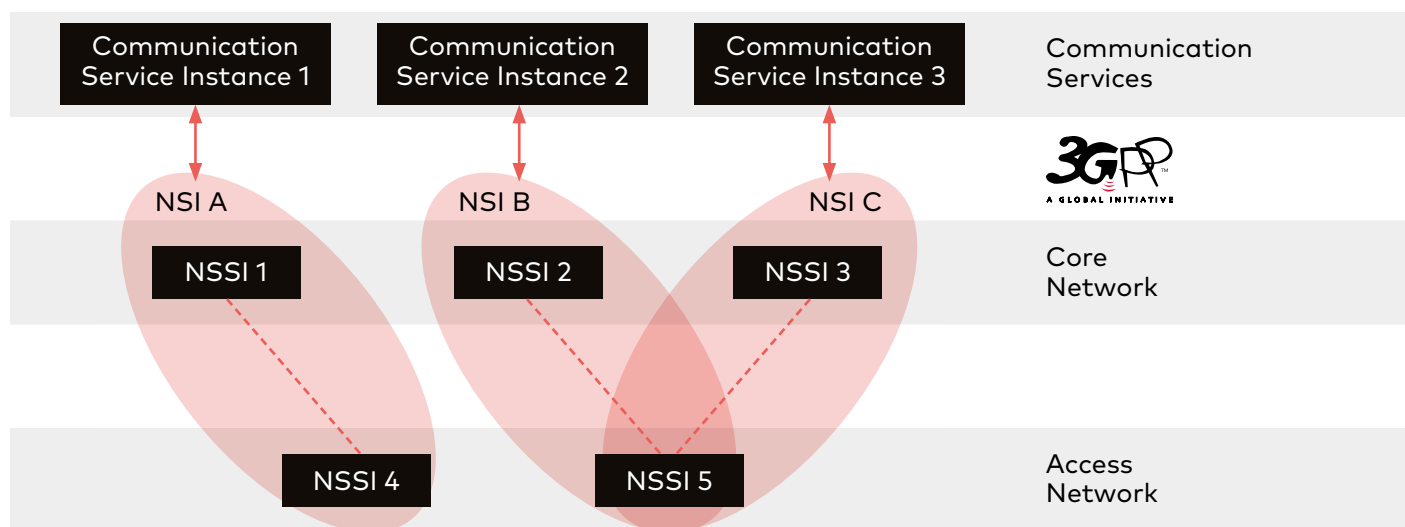 Communication
Service Instance 1
Communication
Service Instance 2
Communication
Service Instance 3
Communication
Services
3GPP
TM
A GLOBAL INITIATIVE
NSI A
NSI B
NSI C
NSSI 1
NSSI 2
NSSI 3
Core
Network
NSSI 4
NSSI 5
Access
Network